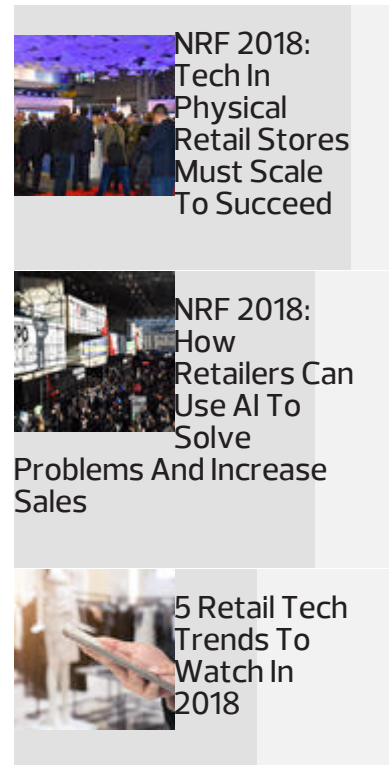 NRF 2018:
Tech In
Physical
Retail Stores
Must Scale
To Succeed
NRF 2018:
How
Retailers Can
Use AI To
Solve
Problems And Increase
Sales
5 Retail Tech
Trends To
Watch In
2018